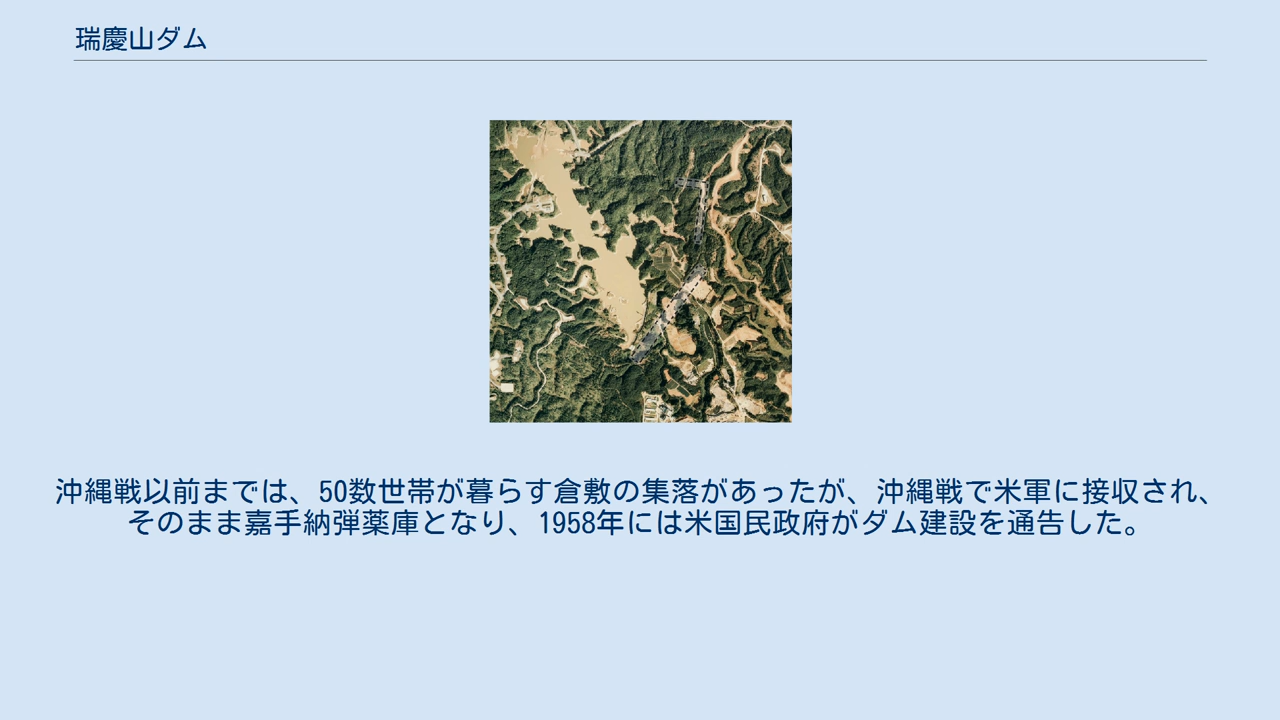 瑞慶山ダム
沖縄戦以前までは、50数世帯が暮らす倉敷の集落があったが、沖縄戦で米軍に接収され、
そのまま嘉手納弾薬庫となり、1958年には米国民政府がダム建設を通告した。